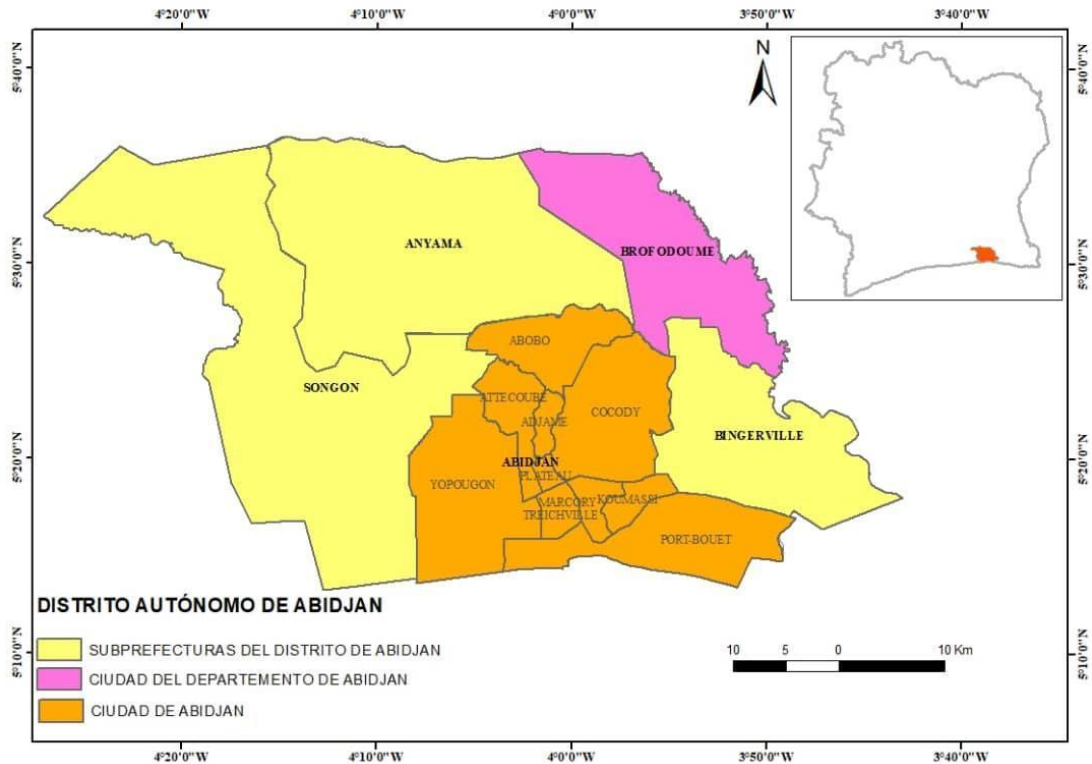 4°20'0"W 4°10'0"W 4°0'0"W 3°50'0"W 3°40'0"W
5°40'0"N
5°40'0"N
N
ANYAMA
BROFODOUME
5°30'0"N
5°30'0"N
ABOBO
SONGON
ATTECOUBE
ADJAME
COCODY
BINGERVILLE
5°20'0"N
5°20'0"N
ABIDJAN
PLATEAU
YOPOUGON
MARCORY
KOUMASSI
TREICHVILLE
PORT-BOUET
DISTRITO AUTÓNOMO DE ABIDJAN
SUBPREFECTURAS DEL DISTRITO DE ABIDJAN
CIUDAD DEL DEPARTEMENTO DE ABIDJAN
CIUDAD DE ABIDJAN
5°10'0"N
5°10'0"N
10 5 0 10 Km
4°20'0"W 4°10'0"W 4°0'0"W 3°50'0"W 3°40'0"W